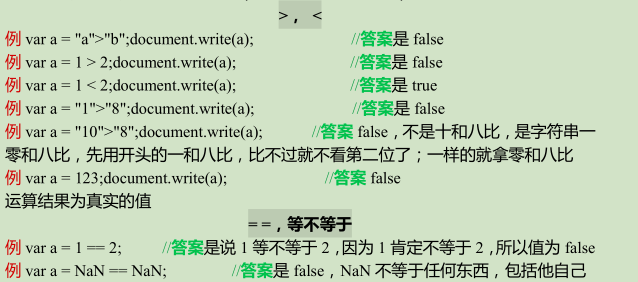 >，<
例 var a = "a">"b";document.write(a); //答案是 false
例 var a = 1 > 2;document.write(a); //答案是 false
例 var a = 1 < 2;document.write(a); //答案是 true
例 var a = "1">"8";document.write(a); //答案是 false
例 var a = "10">"8";document.write(a); //答案 false，不是十和八比，是字符串一
零和八比，先用开头的一和八比，比不过就不看第二位了；一样的就拿零和八比
例 var a = 123;document.write(a); //答案 false
运算结果为真实的值
= =，等不等于
例 var a = 1 == 2; //答案是说 1 等不等于 2，因为 1 肯定不等于 2，所以值为 false
例 var a = NaN == NaN; //答案是 false，NaN 不等于任何东西，包括他自己